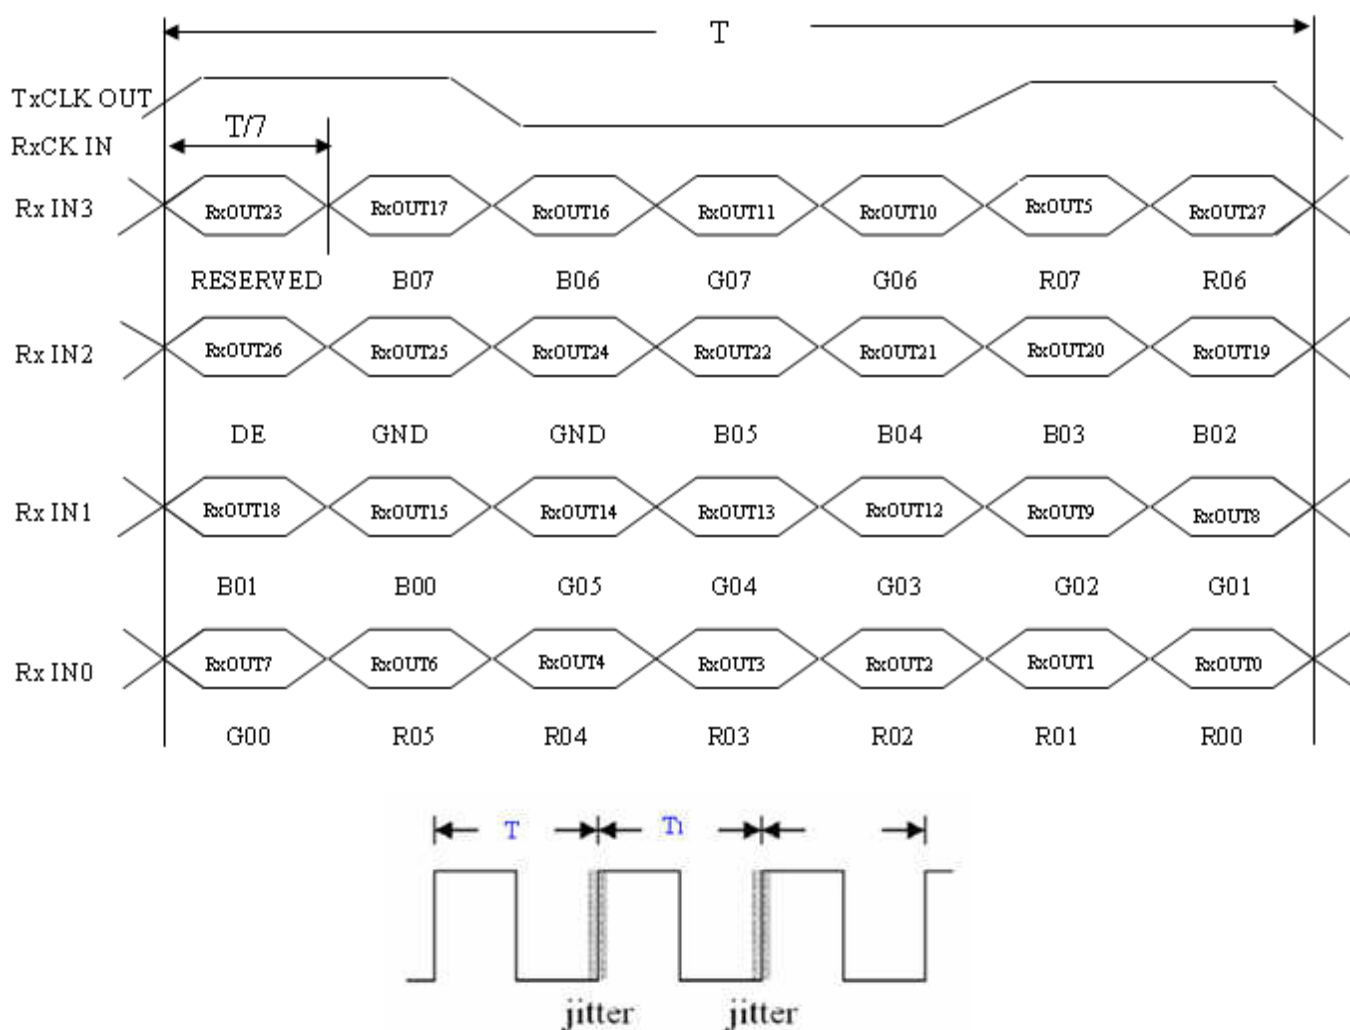 T
TxCLK OUT
T/7
RxCK IN
Rx IN3 RxOUT23 RxOUT17 RxOUT16 RxOUT11 RxOUT10 RxOUT5 RxOUT27
RESERVED B07 B06 G07 G06 R07 R06
Rx IN2 RxOUT26 RxOUT25 RxOUT24 RxOUT22 RxOUT21 RxOUT20 RxOUT19
DE GND GND B05 B04 B03 B02
Rx IN1 RxOUT18 RxOUT15 RxOUT14 RxOUT13 RxOUT12 RxOUT9 RxOUT8
B01 B00 G05 G04 G03 G02 G01
Rx IN0 RxOUT7 RxOUT6 RxOUT4 RxOUT3 RxOUT2 RxOUT1 RxOUT0
G00 R05 R04 R03 R02 R01 R00
T T1
jitter jitter